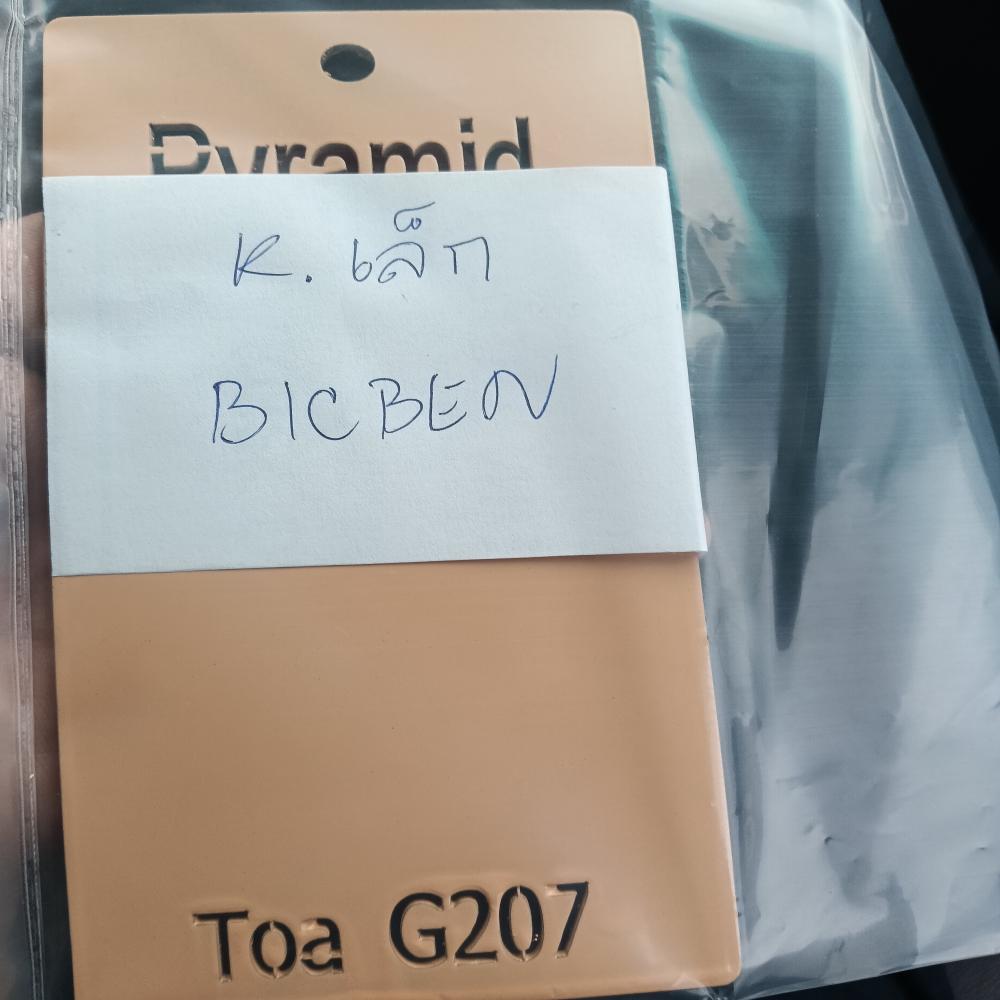 Pyramid
K. เล็ก
BICBEN
Toa G207